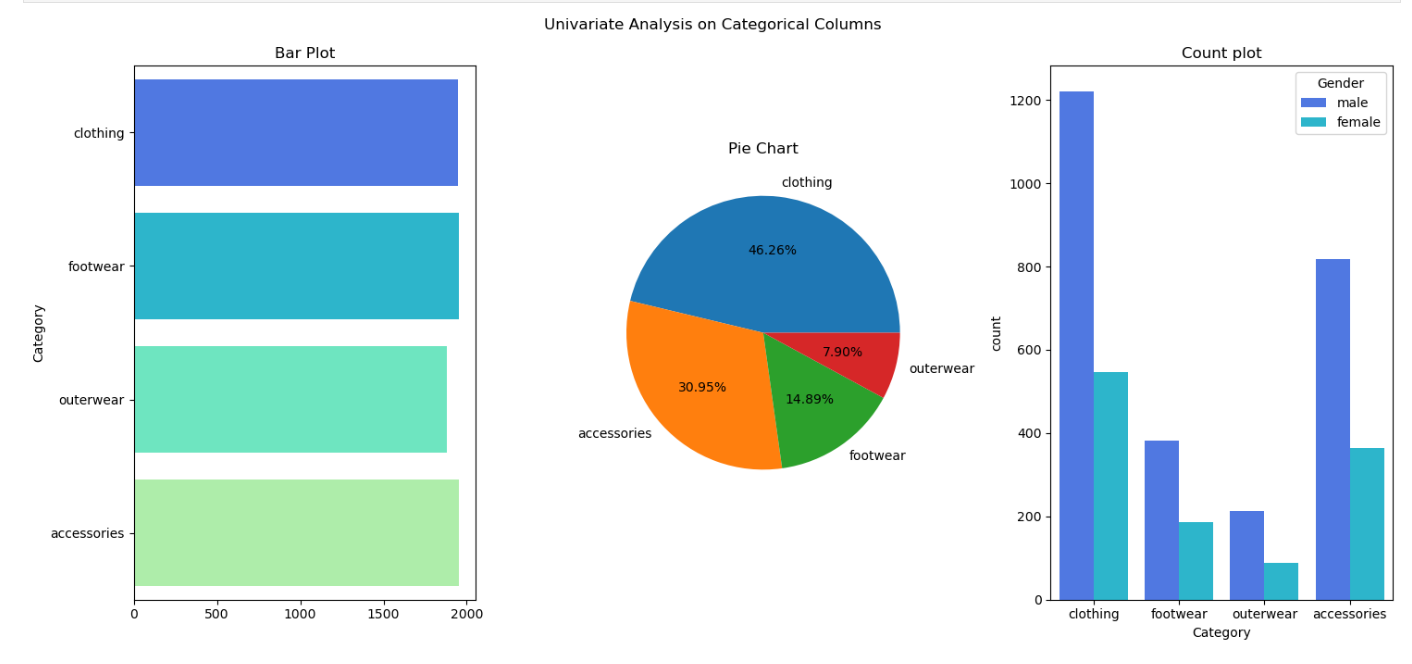 Univariate Analysis on Categorical Columns
Bar Plot
Category
clothing
footwear
outerwear
accessories
0 500 1000 1500 2000
Pie Chart
clothing
46.26%
accessories
30.95%
footwear
14.89%
outerwear
7.90%
Count plot
Gender
male
female
count
1200
1000
800
600
400
200
0
clothing footwear outerwear accessories
Category